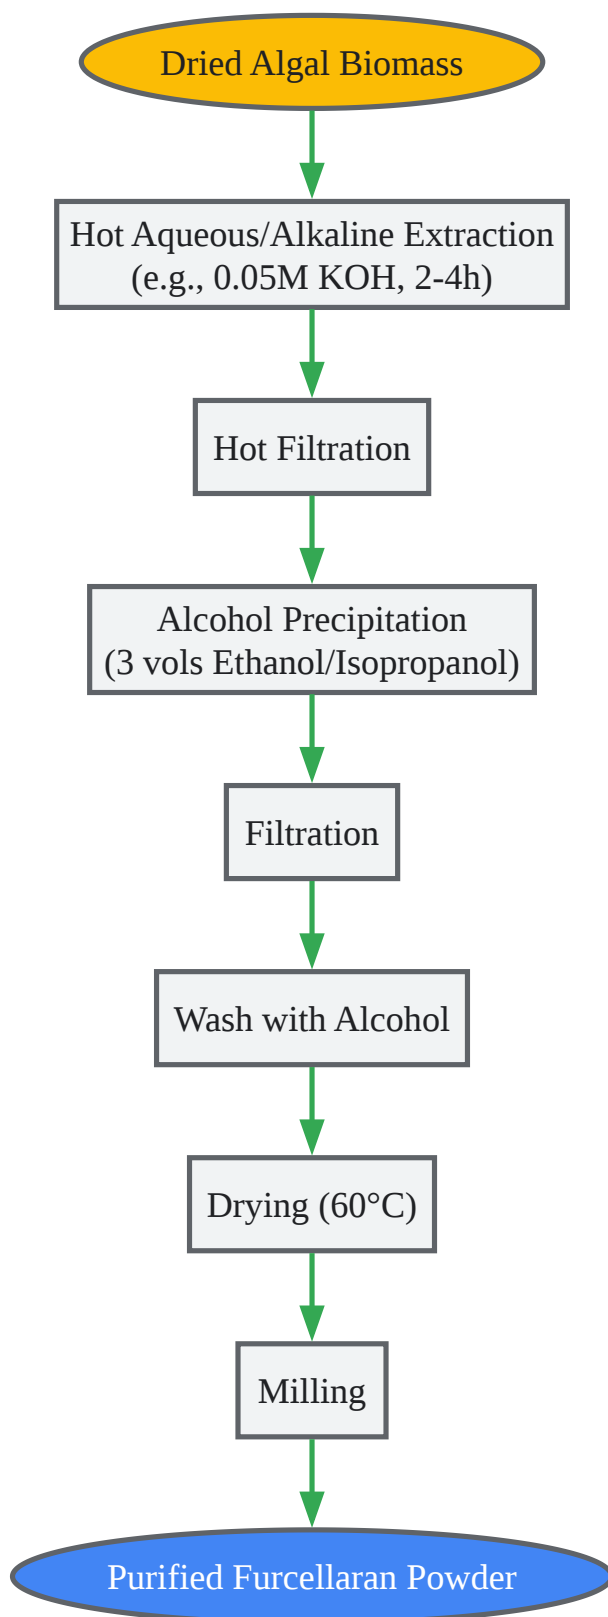 Dried Algal Biomass
Hot Aqueous/Alkaline Extraction
(e.g., 0.05M KOH, 2-4h)
Hot Filtration
Alcohol Precipitation
(3 vols Ethanol/Isopropanol)
Filtration
Wash with Alcohol
Drying (60°C)
Milling
Purified Furcellaran Powder